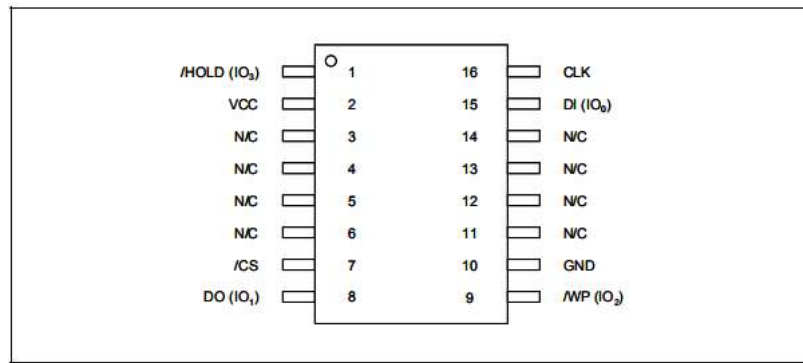 /HOLD (IO₃) 1 16 CLK
VCC 2 15 DI (IO₀)
N/C 3 14 N/C
N/C 4 13 N/C
N/C 5 12 N/C
N/C 6 11 N/C
/CS 7 10 GND
DO (IO₁) 8 9 /WP (IO₂)